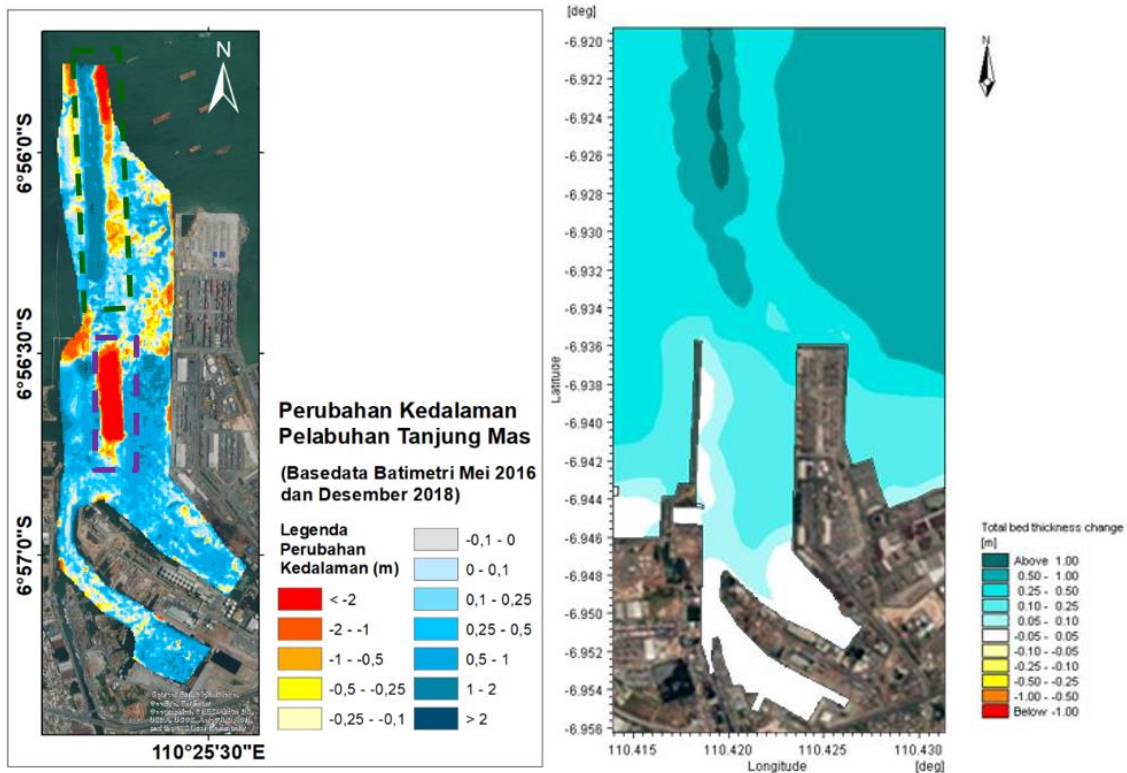 N
6°56'0"S
6°56'30"S
6°57'0"S
110°25'30"E
Perubahan Kedalaman
Pelabuhan Tanjung Mas
(Basedata Batimetri Mei 2016
dan Desember 2018)
Legenda
Perubahan
Kedalaman (m)
< -2
-2 - -1
-1 - -0,5
-0,5 - -0,25
-0,25 - -0,1
-0,1 - 0
0 - 0,1
0,1 - 0,25
0,25 - 0,5
0,5 - 1
1 - 2
> 2
[deg]
-6.920
-6.922
-6.924
-6.926
-6.928
-6.930
-6.932
-6.934
-6.936
-6.938
-6.940
-6.942
-6.944
-6.946
-6.948
-6.950
-6.952
-6.954
-6.956
Latitude
110.415
110.420
110.425
110.430
Longitude
[deg]
N
Total bed thickness change
[m]
Above 1.00
0.50 - 1.00
0.25 - 0.50
0.10 - 0.25
0.05 - 0.10
-0.05 - 0.05
-0.10 - -0.05
-0.25 - -0.10
-0.50 - -0.25
-1.00 - -0.50
Below -1.00